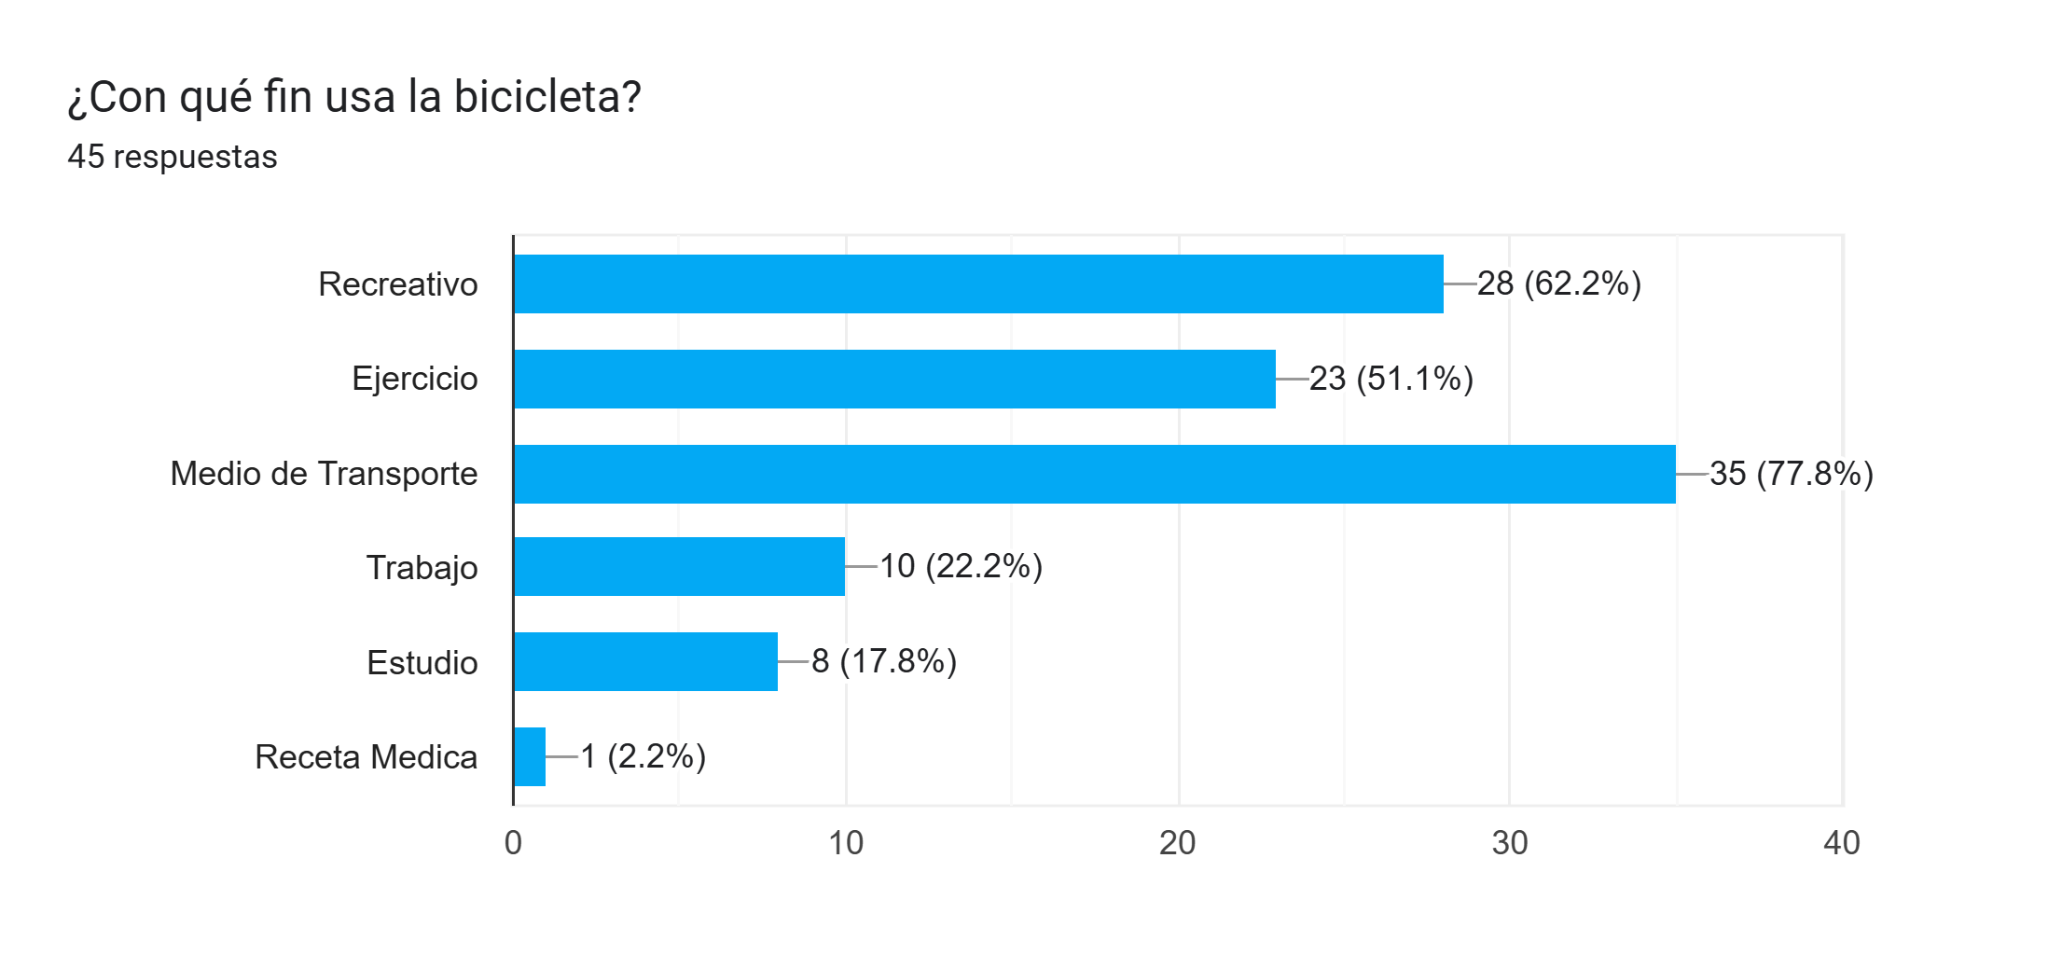 ¿Con qué fin usa la bicicleta?
45 respuestas
Recreativo 28 (62.2%)
Ejercicio 23 (51.1%)
Medio de Transporte 35 (77.8%)
Trabajo 10 (22.2%)
Estudio 8 (17.8%)
Receta Medica 1 (2.2%)
0 10 20 30 40